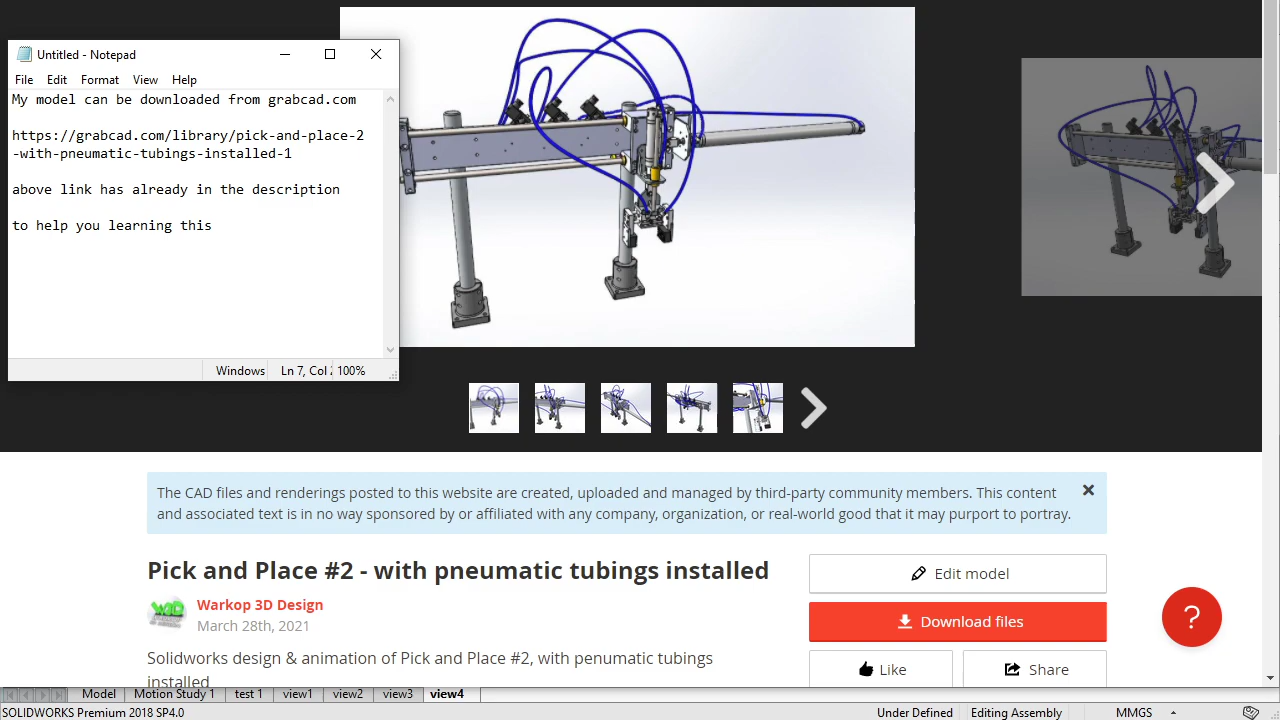 Untitled - Notepad
File Edit Format View Help
My model can be downloaded from grabcad.com
https://grabcad.com/library/pick-and-place-2
-with-pneumatic-tubings-installed-1
above link has already in the description
to help you learning this
Windows Ln 7, Col 100%
The CAD files and renderings posted to this website are created, uploaded and managed by third-party community members. This content
and associated text is in no way sponsored by or affiliated with any company, organization, or real-world good that it may purport to portray.
Pick and Place #2 - with pneumatic tubings installed
Warkop 3D Design
March 28th, 2021
Solidworks design & animation of Pick and Place #2, with penumatic tubings
installed
Edit model
Download files
Like Share
?
Model Motion Study 1 test 1 view1 view2 view3 view4
SOLIDWORKS Premium 2018 SP4.0 Under Defined Editing Assembly MMGS